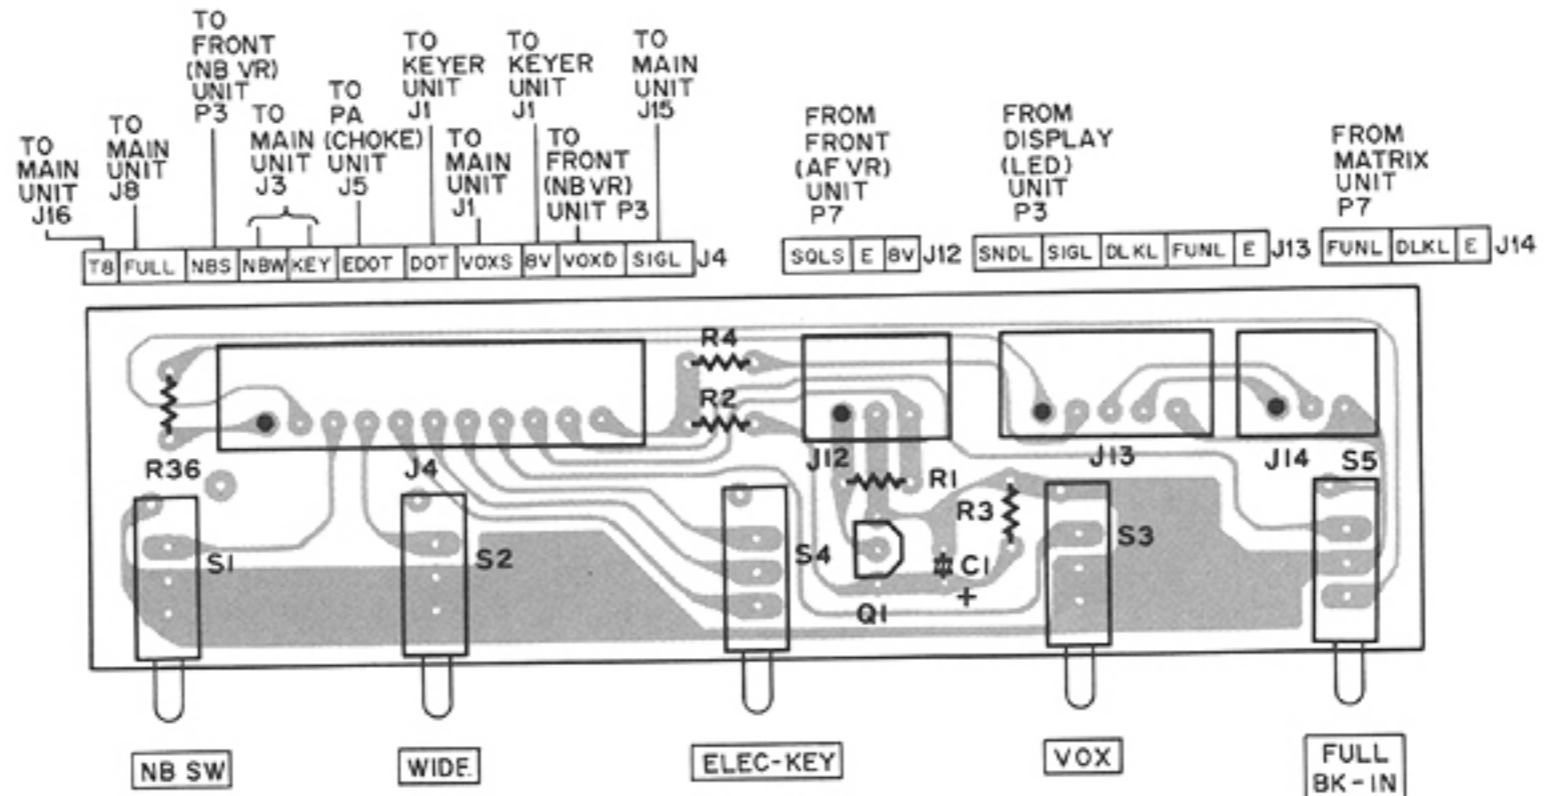 TO
MAIN
UNIT
J16
TO
MAIN
UNIT
J8
TO
FRONT
(NB VR)
UNIT
P3
TO
MAIN
UNIT
J3
TO
PA
(CHOKE)
UNIT
J5
TO
KEYER
UNIT
J1
TO
MAIN
UNIT
J1
TO
KEYER
UNIT
J1
TO
FRONT
(NB VR)
UNIT P3
TO
MAIN
UNIT
J15
FROM
FRONT
(AF VR)
UNIT
P7
FROM
DISPLAY
(LED)
UNIT
P3
FROM
MATRIX
UNIT
P7
T8 FULL NBS NBW KEY EDOT DOT VOXS 8V VOXD SIGL J4
SQLS E 8V J12
SNDL SIGL DLKL FUNL E J13
FUNL DLKL E J14
R4
R2
R36
J4
J12
R1
J13
J14
S5
R3
S1
S2
S4
C1
S3
+
Q1
NB SW
WIDE.
ELEC-KEY
VOX
FULL
BK-IN